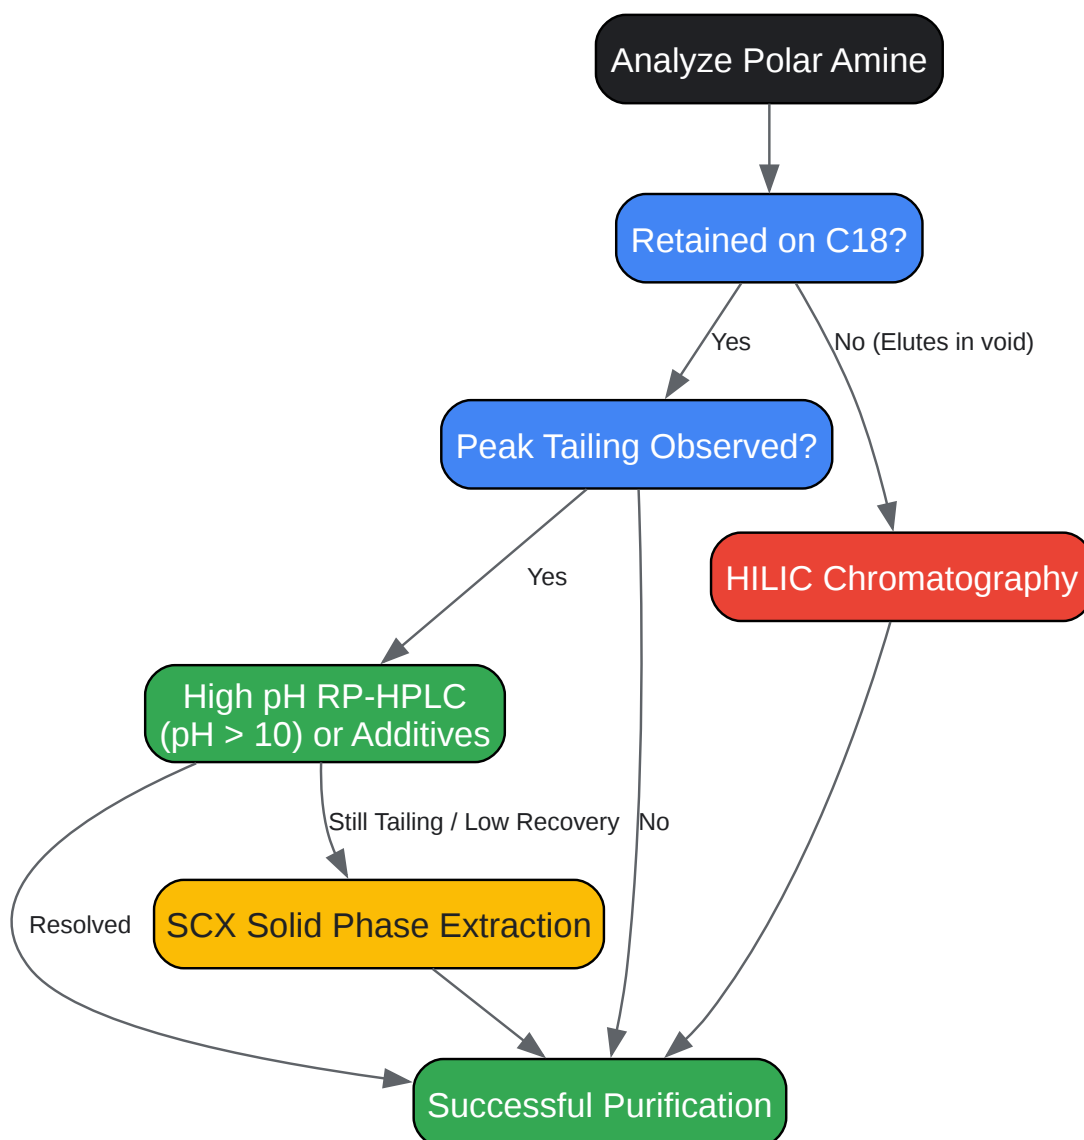 Analyze Polar Amine
Retained on C18?
Yes
No (Elutes in void)
Peak Tailing Observed?
Yes
HILIC Chromatography
High pH RP-HPLC
(pH > 10) or Additives
Still Tailing / Low Recovery
No
Resolved
SCX Solid Phase Extraction
Successful Purification